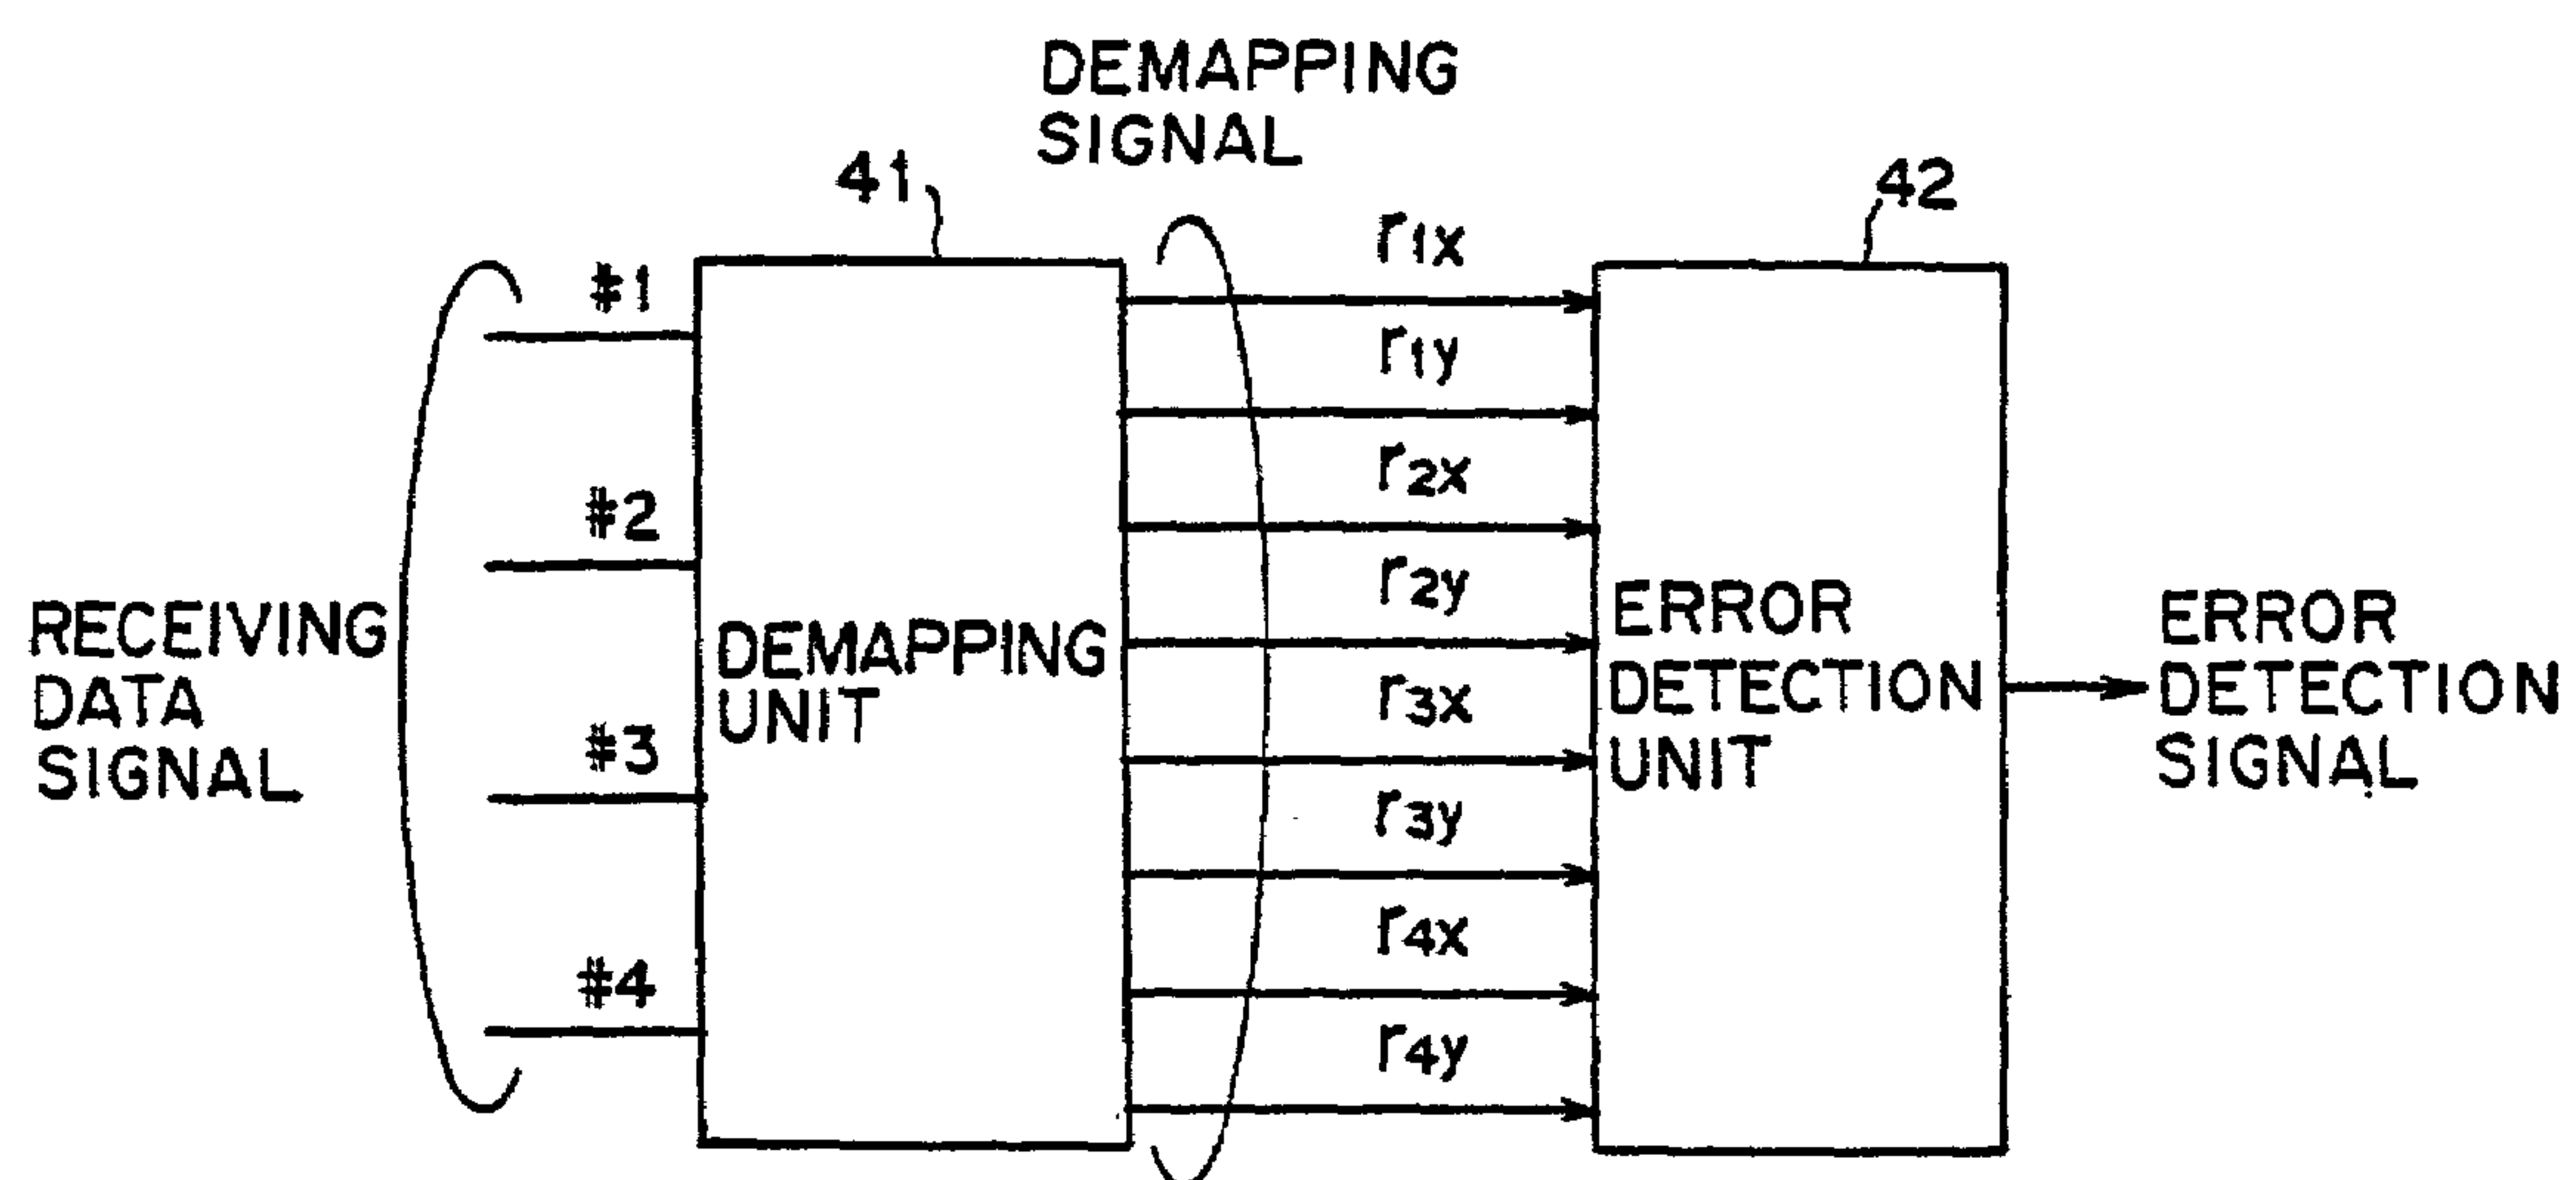 DEMAPPING
SIGNAL
41
42
r1x
#1
r1y
r2x
#2
r2y
RECEIVING
DATA
SIGNAL
DEMAPPING
UNIT
ERROR
DETECTION
UNIT
ERROR
DETECTION
SIGNAL
r3x
#3
r3y
r4x
#4
r4y